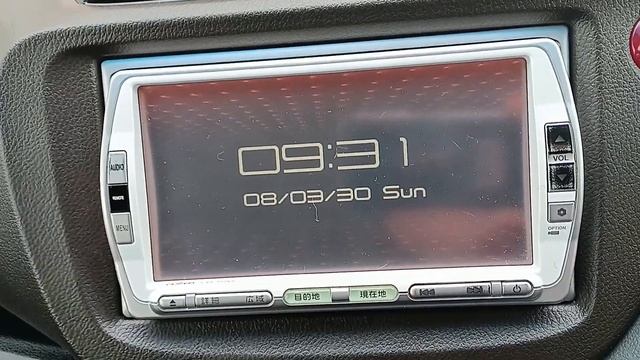 09:31
08/03/30 Sun
AUDIO
REMOTE
MENU
VOL
OPTION
詳細 広域
目的地
現在地